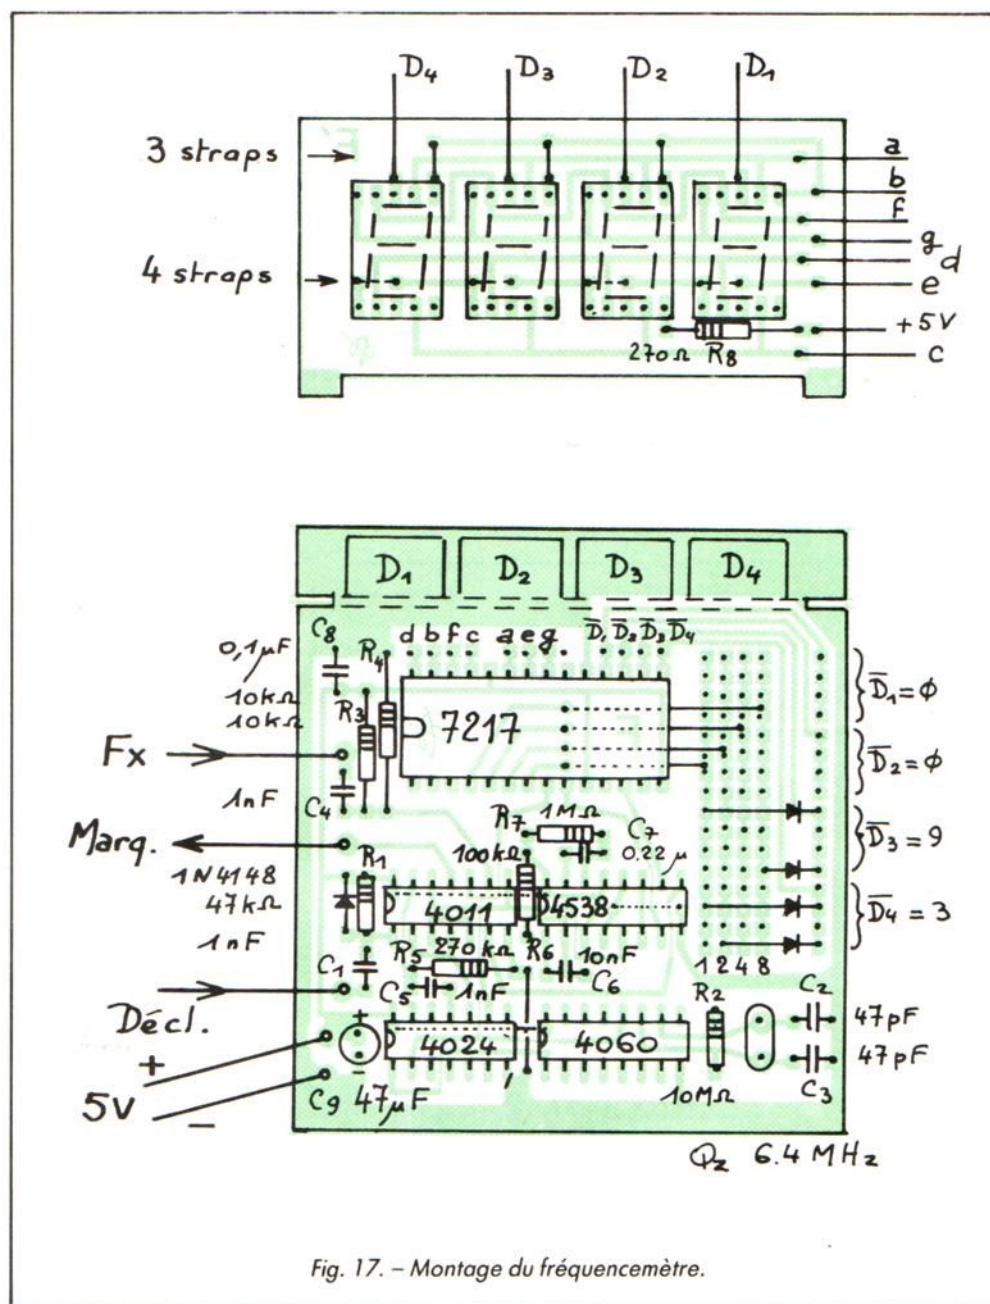 D4 D3 D2 D1
3 straps
a
b
f
g
d
4 straps
e
+5V
270Ω R8
c
D1 D2 D3 D4
C8
0,1µF
R4
d b f c a e g D̅1 D̅2 D̅3 D̅4
10kΩ
10kΩ
R3
7217
D̅1=ϕ
Fx
D̅2=ϕ
1nF
C4
R7 1MΩ
C7
0.22µ
D̅3=9
Marq.
R1
100kΩ
1N4148
47kΩ
4011
4538
D̅4=3
1nF
C1
R5 270kΩ
R6
10nF
1 2 4 8
C5 1nF
C6
R2
C2
47pF
Décl.
+
+
4024
4060
47pF
5V
−
−
C9 47µF
10MΩ
C3
Qz 6.4 MHz
Fig. 17. – Montage du fréquencemètre.